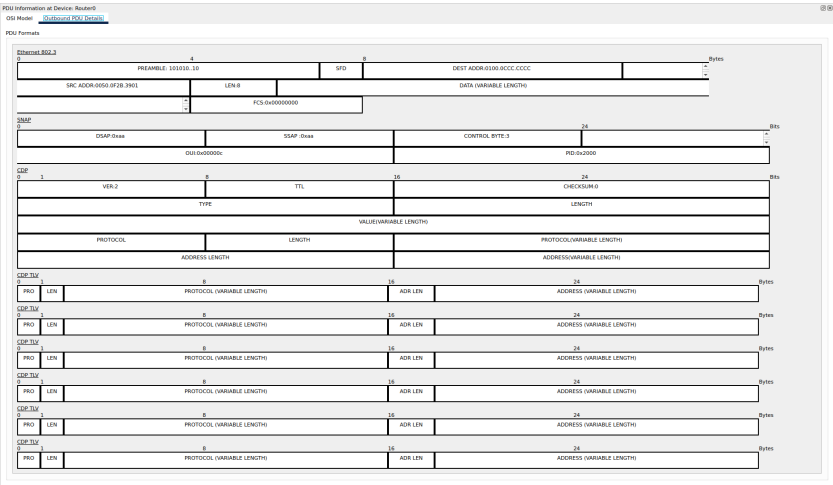 PDU Information at Device: Router0
OSI Model Outbound PDU Details
PDU Formats
Ethernet 802.3
0 4 8 Bytes
PREAMBLE: 101010..10 SFD DEST ADDR:0100.0CCC.CCCC
SRC ADDR:0050.0F2B.3901 LEN:8 DATA (VARIABLE LENGTH)
FCS:0x00000000
SNAP
0 24 Bits
DSAP:0xaa SSAP :0xaa CONTROL BYTE:3
OUI:0x00000c PID:0x2000
CDP
0 1 8 16 24 Bits
VER:2 TTL CHECKSUM:0
TYPE LENGTH
VALUE(VARIABLE LENGTH)
PROTOCOL LENGTH PROTOCOL(VARIABLE LENGTH)
ADDRESS LENGTH ADDRESS(VARIABLE LENGTH)
CDP TLV
0 1 8 16 24 Bytes
PRO LEN PROTOCOL (VARIABLE LENGTH) ADR LEN ADDRESS (VARIABLE LENGTH)
CDP TLV
0 1 8 16 24 Bytes
PRO LEN PROTOCOL (VARIABLE LENGTH) ADR LEN ADDRESS (VARIABLE LENGTH)
CDP TLV
0 1 8 16 24 Bytes
PRO LEN PROTOCOL (VARIABLE LENGTH) ADR LEN ADDRESS (VARIABLE LENGTH)
CDP TLV
0 1 8 16 24 Bytes
PRO LEN PROTOCOL (VARIABLE LENGTH) ADR LEN ADDRESS (VARIABLE LENGTH)
CDP TLV
0 1 8 16 24 Bytes
PRO LEN PROTOCOL (VARIABLE LENGTH) ADR LEN ADDRESS (VARIABLE LENGTH)
CDP TLV
0 1 8 16 24 Bytes
PRO LEN PROTOCOL (VARIABLE LENGTH) ADR LEN ADDRESS (VARIABLE LENGTH)